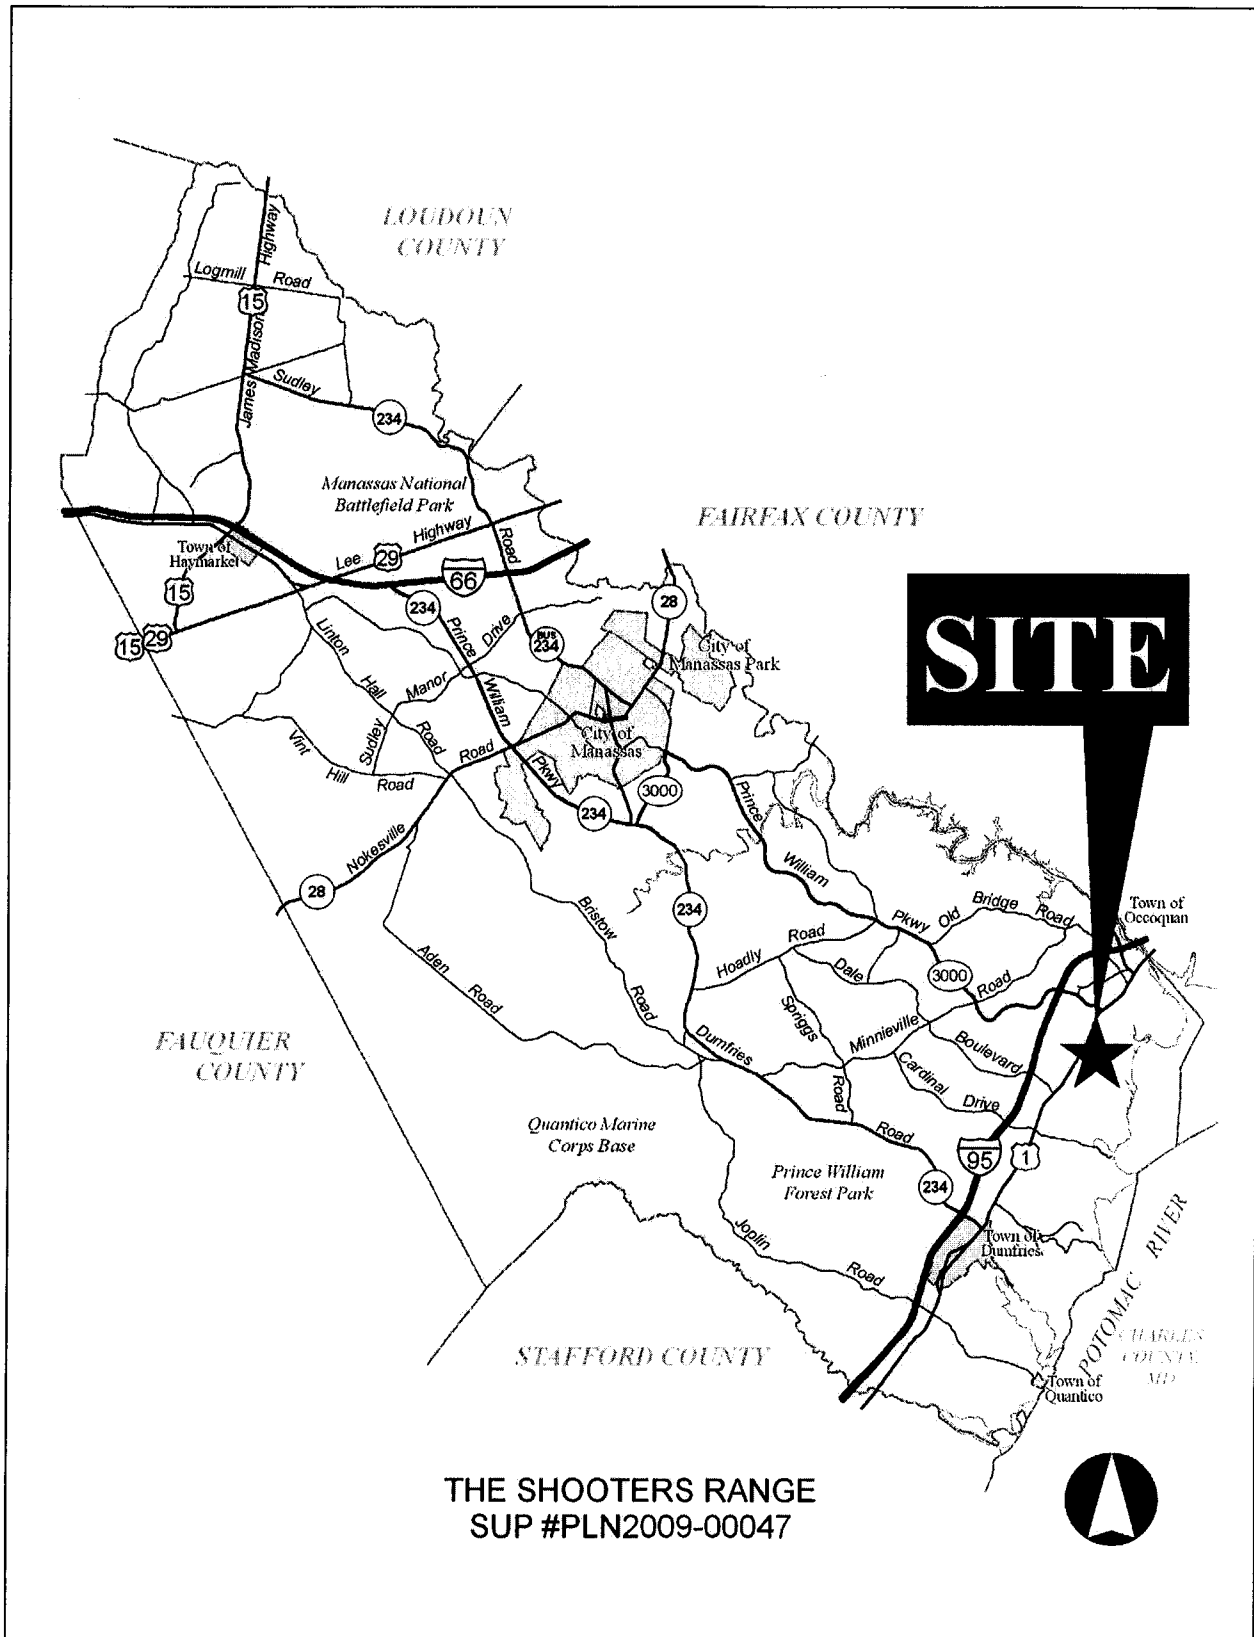 LOUDOUN
COUNTY
Highway
Logmill Road
15
James Madison
Sudley
234
Manassas National
Battlefield Park
FAIRFAX COUNTY
Highway
Road
Town of
Haymarket
Lee
29
66
15
234
28
SITE
15
29
Linton
Prince
Drive
BUS
234
City of
Manassas Park
Hall
Manor
William
Vint
Sudley
Road
Road
City of
Manassas
Hill
Road
Pkwy
3000
Prince
234
Nokesville
William
28
Bristow
234
Pkwy
Old
Bridge
Road
Town of
Occoquan
Aden
Road
Hoadly
Road
Dale
3000
Road
Road
Spriggs
Minnieville
FAUQUIER
COUNTY
Dumfries
Boulevard
Cardinal
Drive
Road
Quantico Marine
Corps Base
Road
95
1
Prince William
Forest Park
234
Joplin
Road
Town of
Dumfries
POTOMAC RIVER
STAFFORD COUNTY
CHARLES
COUNTY,
MD
Town of
Quantico
THE SHOOTERS RANGE
SUP #PLN2009-00047